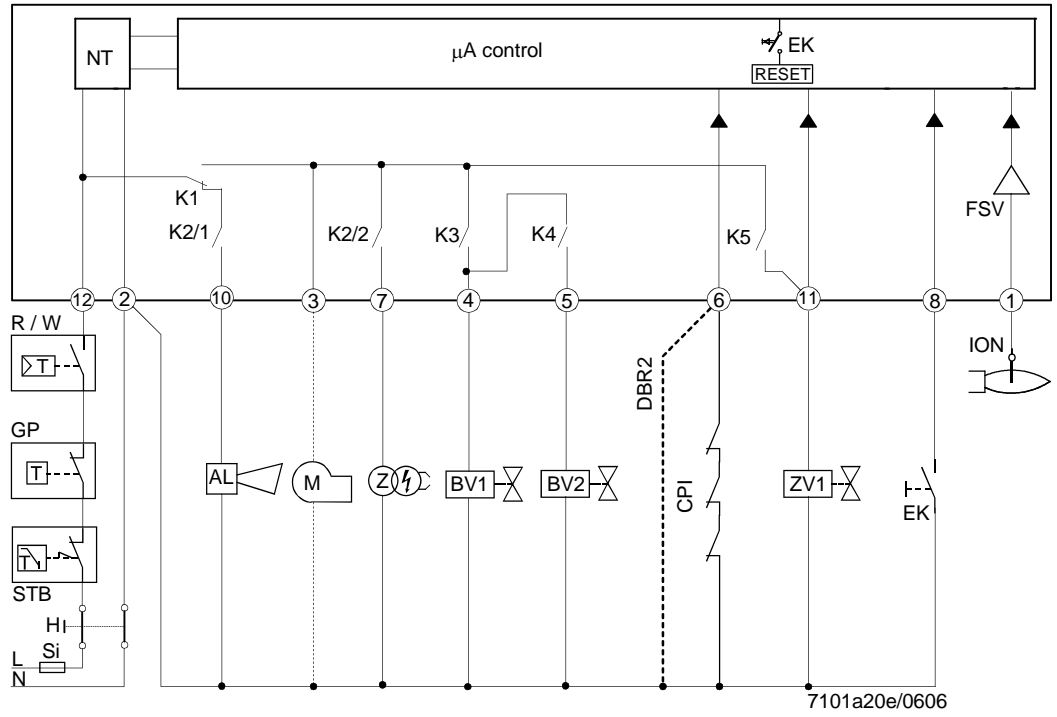 NT
µA control
EK
RESET
K1
K2/1
K2/2
K3
K4
K5
FSV
12
2
10
3
7
4
5
6
11
8
1
R / W
T
GP
T
STB
T
H
Si
L
N
AL
M
Z
BV1
BV2
DBR2
CPI
ZV1
EK
ION
7101a20e/0606